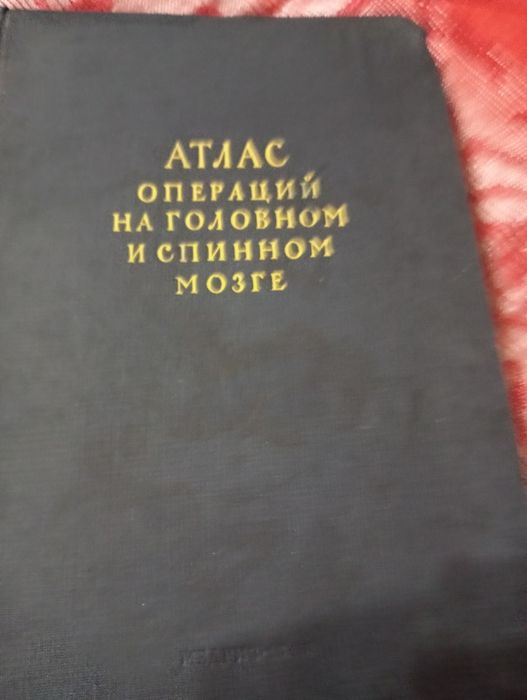 АТЛАС
ОПЕРАЦИЙ
НА ГОЛОВНОМ
И СПИННОМ
МОЗГЕ